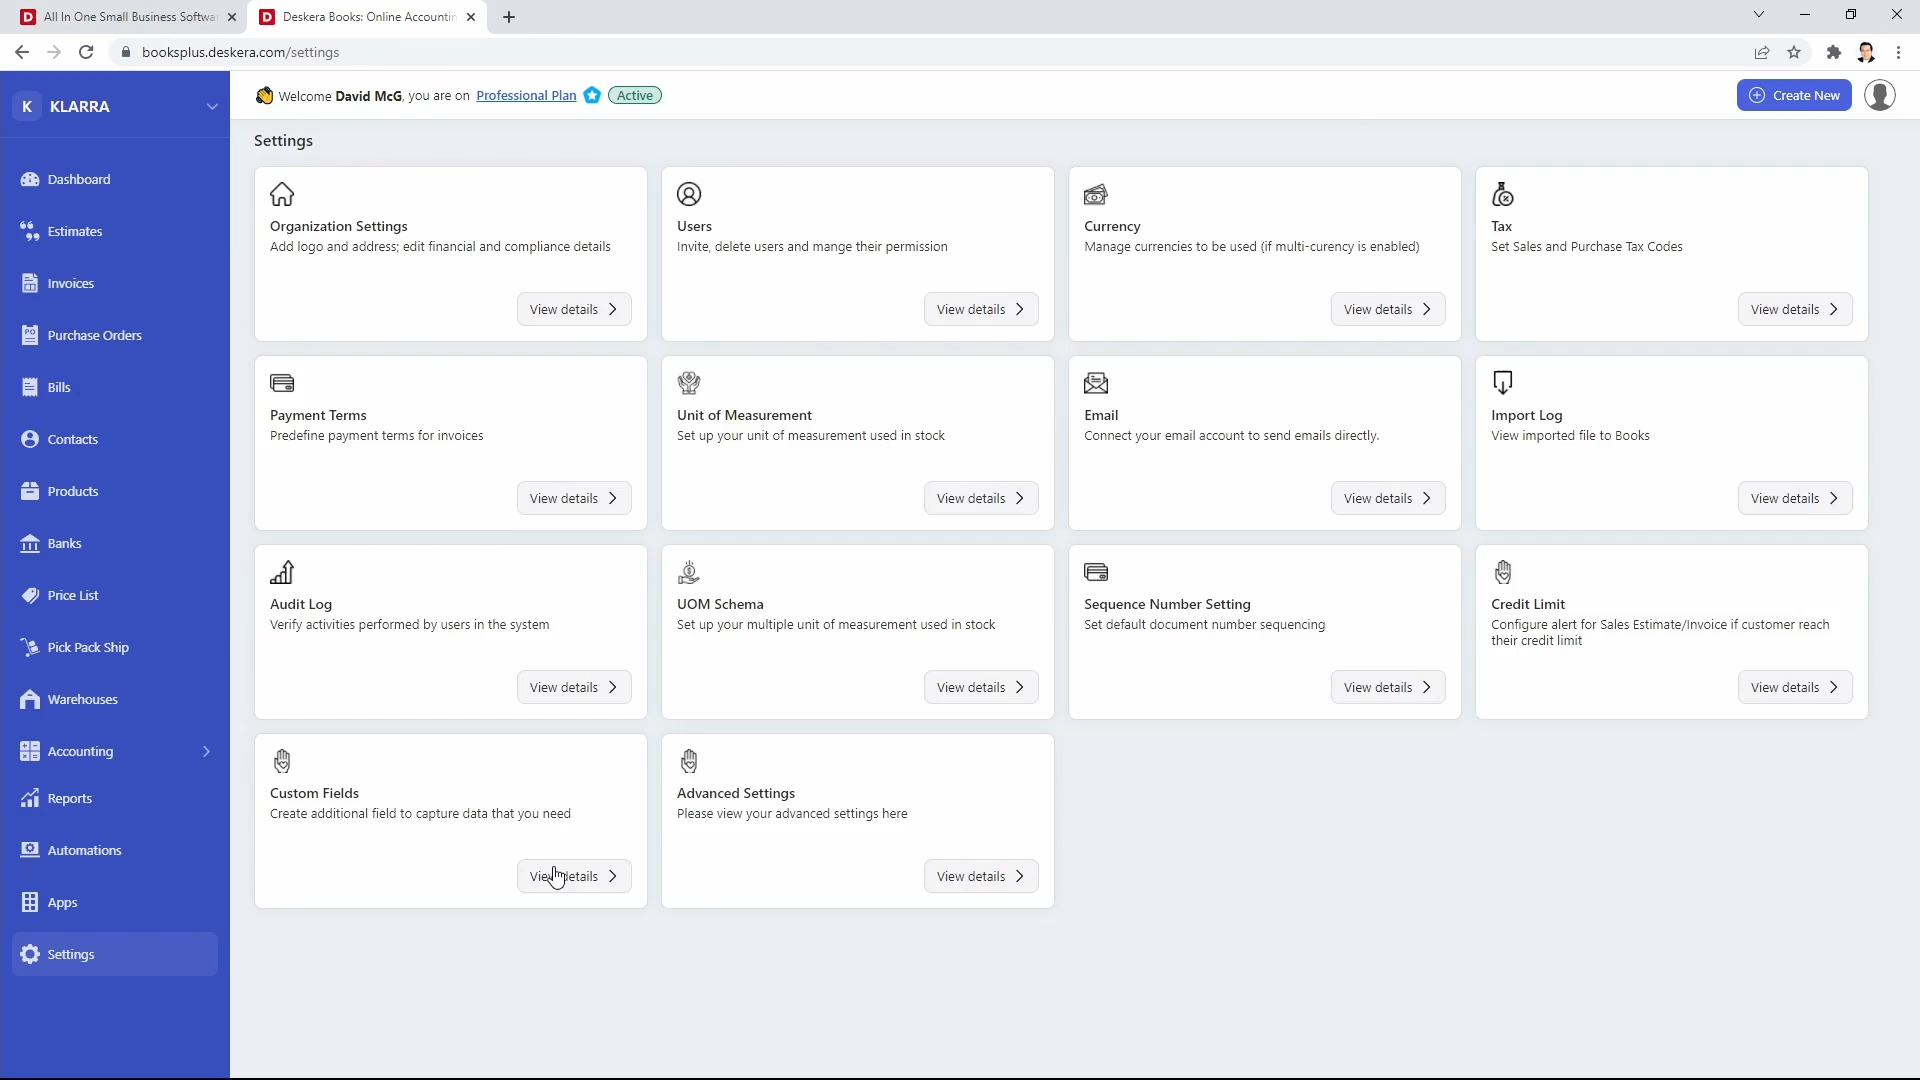 All In One Small Business Softwa
Deskera Books: Online Accountin
booksplus.deskera.com/settings
K KLARRA
Welcome David McG, you are on Professional Plan Active
Create New
Dashboard
Estimates
Invoices
Purchase Orders
Bills
Contacts
Products
Banks
Price List
Pick Pack Ship
Warehouses
Accounting
Reports
Automations
Apps
Settings
Settings
Organization Settings
Add logo and address; edit financial and compliance details
View details
Users
Invite, delete users and mange their permission
View details
Currency
Manage currencies to be used (if multi-curency is enabled)
View details
Tax
Set Sales and Purchase Tax Codes
View details
Payment Terms
Predefine payment terms for invoices
View details
Unit of Measurement
Set up your unit of measurement used in stock
View details
Email
Connect your email account to send emails directly.
View details
Import Log
View imported file to Books
View details
Audit Log
Verify activities performed by users in the system
View details
UOM Schema
Set up your multiple unit of measurement used in stock
View details
Sequence Number Setting
Set default document number sequencing
View details
Credit Limit
Configure alert for Sales Estimate/Invoice if customer reach
their credit limit
View details
Custom Fields
Create additional field to capture data that you need
View details
Advanced Settings
Please view your advanced settings here
View details